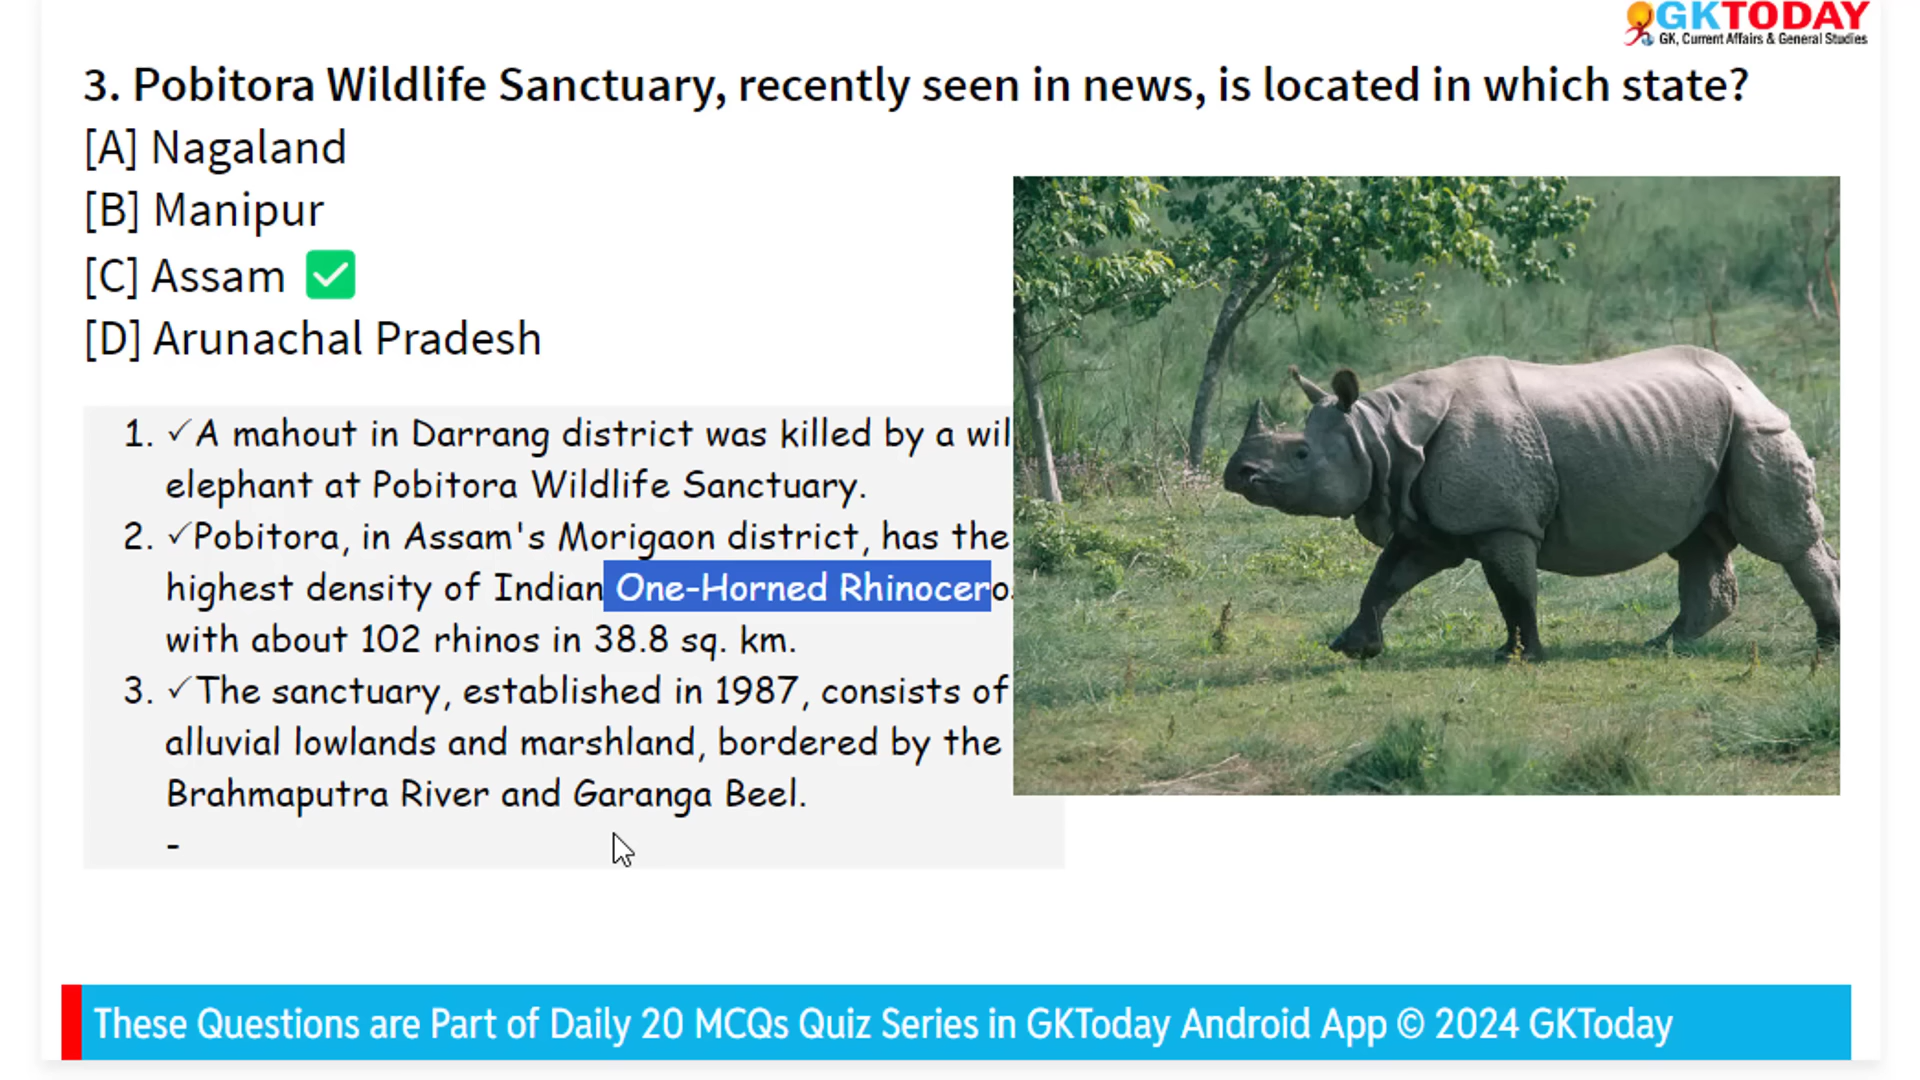 GKTODAY
GK, Current Affairs & General Studies
3. Pobitora Wildlife Sanctuary, recently seen in news, is located in which state?
[A] Nagaland
[B] Manipur
[C] Assam ✅
[D] Arunachal Pradesh
1. ✓A mahout in Darrang district was killed by a wil
elephant at Pobitora Wildlife Sanctuary.
2. ✓Pobitora, in Assam's Morigaon district, has the
highest density of Indian One-Horned Rhinocero
with about 102 rhinos in 38.8 sq. km.
3. ✓The sanctuary, established in 1987, consists of
alluvial lowlands and marshland, bordered by the
Brahmaputra River and Garanga Beel.
-
These Questions are Part of Daily 20 MCQs Quiz Series in GKToday Android App © 2024 GKToday